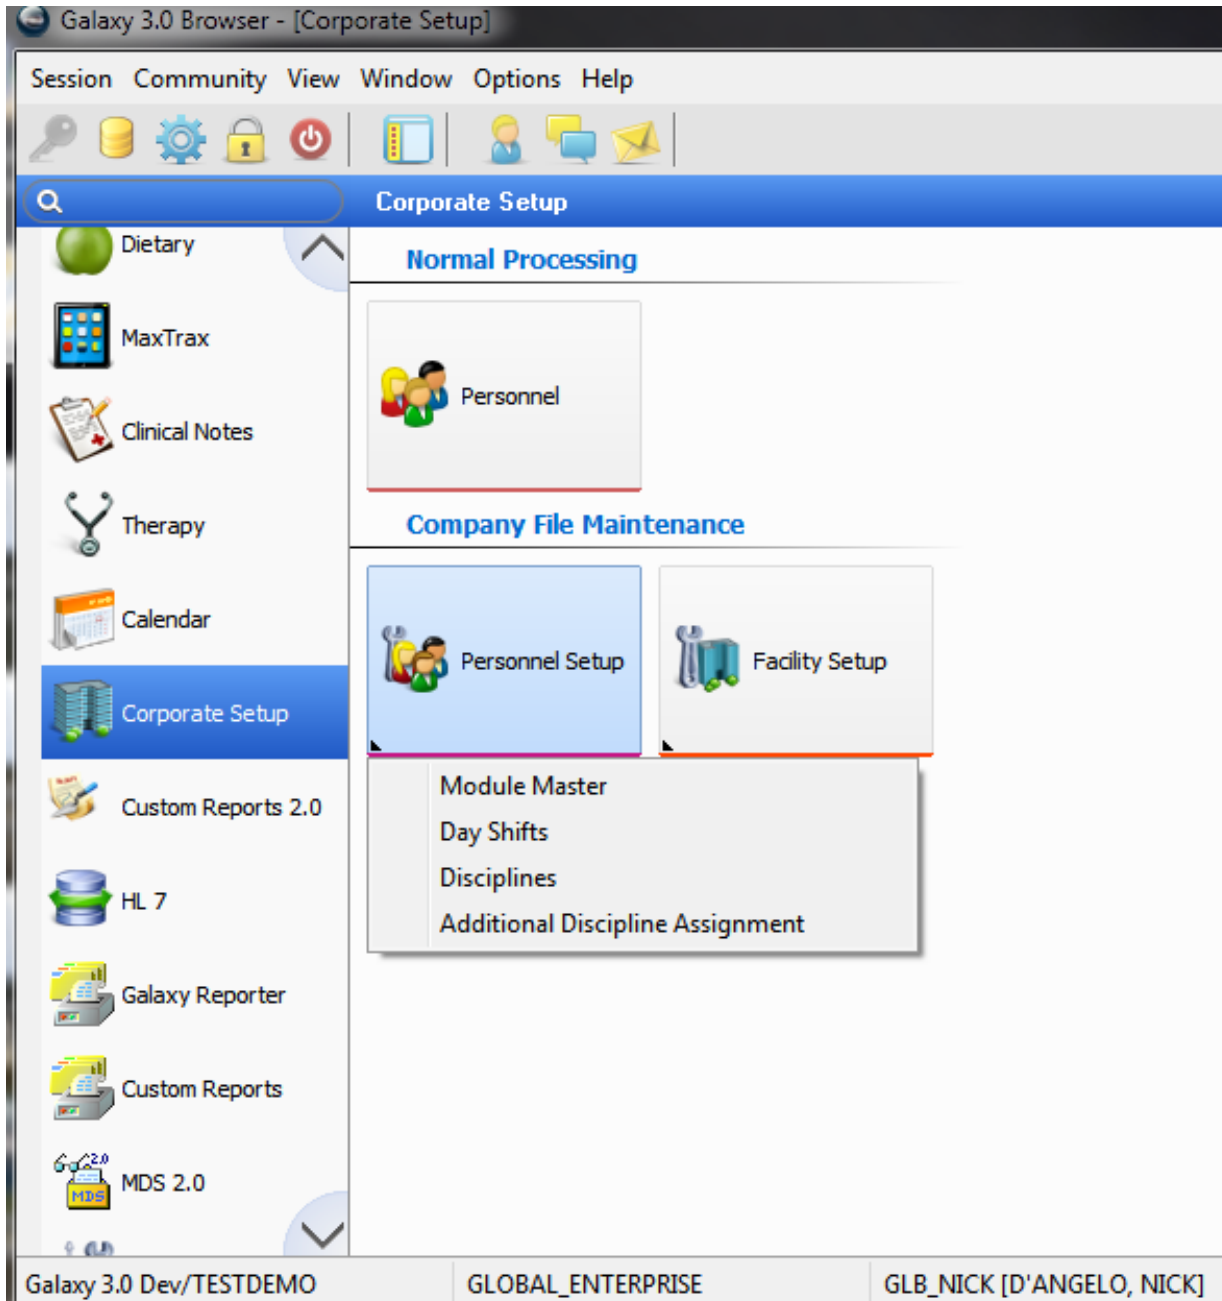 Galaxy 3.0 Browser - [Corporate Setup]
Session Community View Window Options Help
Corporate Setup
Dietary
MaxTrax
Clinical Notes
Therapy
Calendar
Corporate Setup
Custom Reports 2.0
HL 7
Galaxy Reporter
Custom Reports
2.0
MDS
MDS 2.0
Normal Processing
Personnel
Company File Maintenance
Personnel Setup
Facility Setup
Module Master
Day Shifts
Disciplines
Additional Discipline Assignment
Galaxy 3.0 Dev/TESTDEMO GLOBAL_ENTERPRISE GLB_NICK [D'ANGELO, NICK]